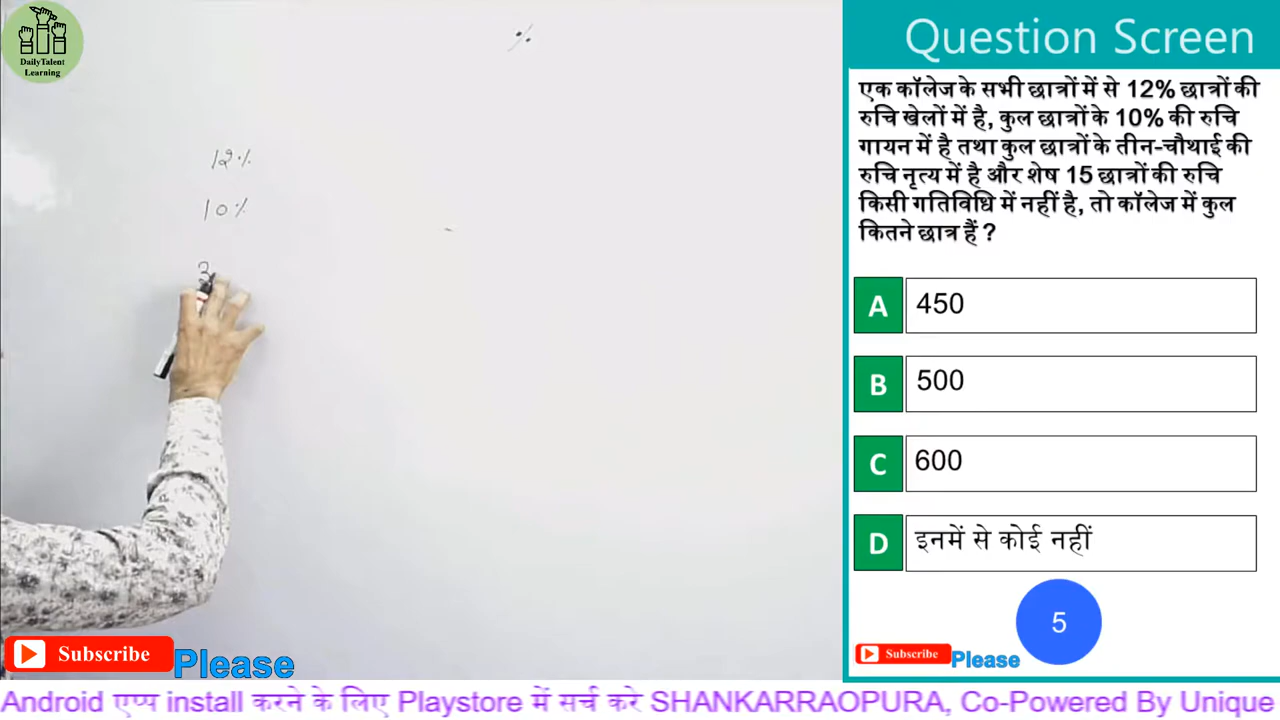 DailyTalent
Learning
%
12%
10%
3
Question Screen
एक कॉलेज के सभी छात्रों में से 12% छात्रों की
रुचि खेलों में है, कुल छात्रों के 10% की रुचि
गायन में है तथा कुल छात्रों के तीन-चौथाई की
रुचि नृत्य में है और शेष 15 छात्रों की रुचि
किसी गतिविधि में नहीं है, तो कॉलेज में कुल
कितने छात्र हैं ?
A 450
B 500
C 600
D इनमें से कोई नहीं
5
Subscribe Please
Subscribe Please
Android एप्प install करने के लिए Playstore में सर्च करे SHANKARRAOPURA, Co-Powered By Unique